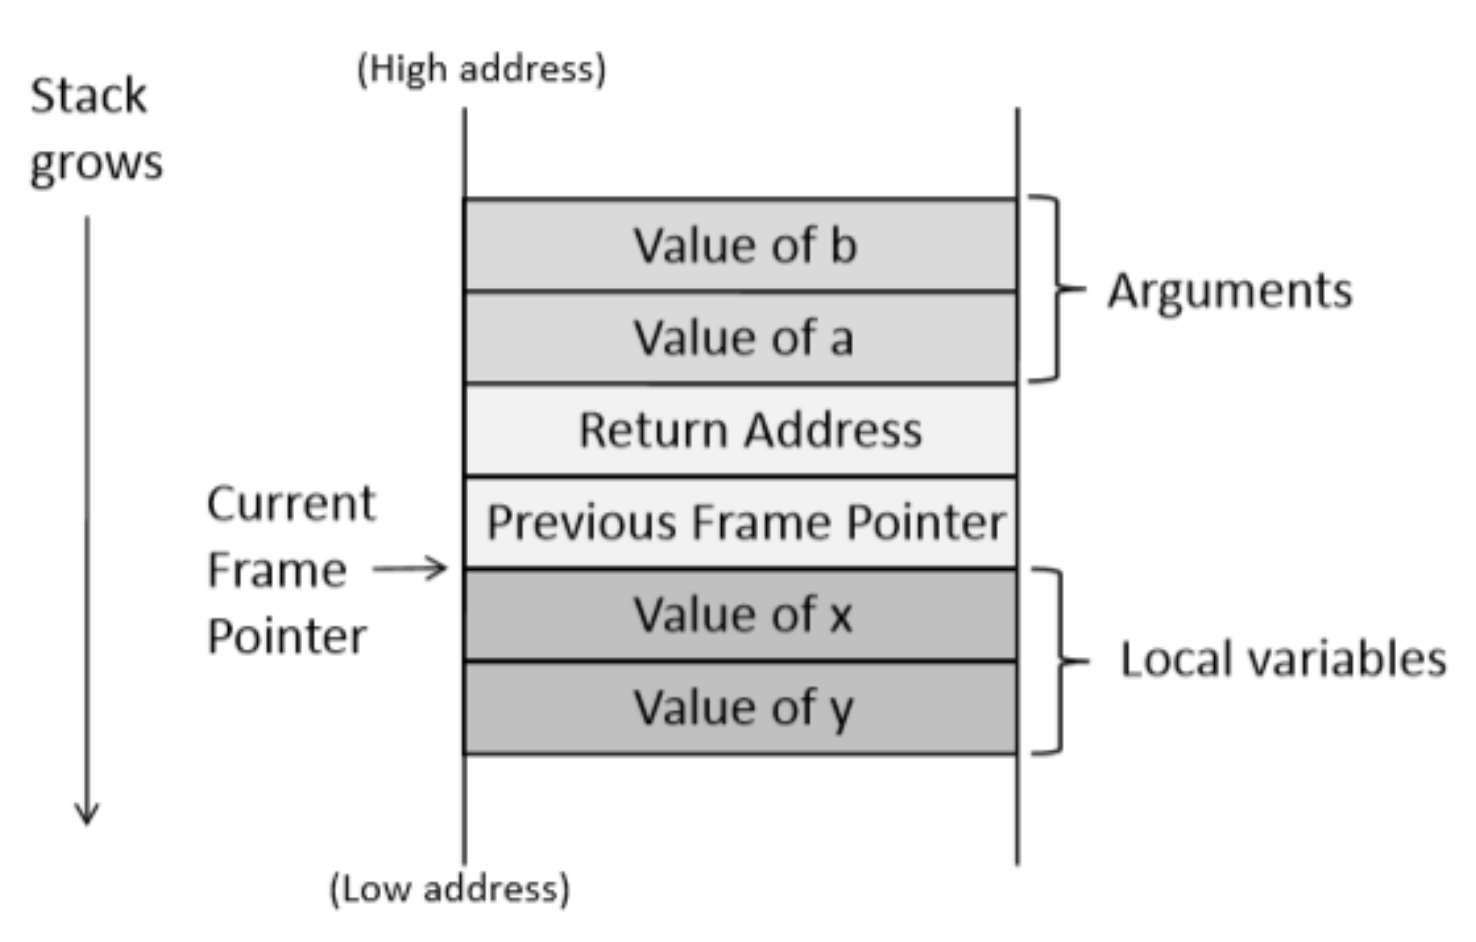 (High address)
Stack
grows
Value of b
Value of a
Arguments
Return Address
Previous Frame Pointer
Current
Frame
Pointer
Value of x
Value of y
Local variables
(Low address)